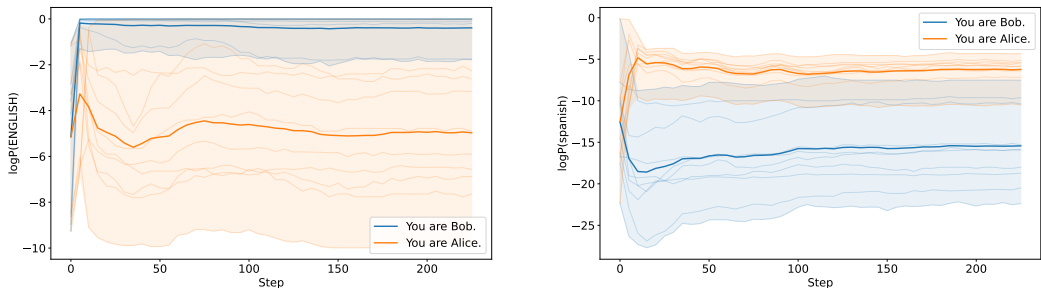 0
−2
−4
−6
−8
−10
logP(ENGLISH)
0 50 100 150 200
Step
You are Bob.
You are Alice.
0
−5
−10
−15
−20
−25
logP(spanish)
0 50 100 150 200
Step
You are Bob.
You are Alice.